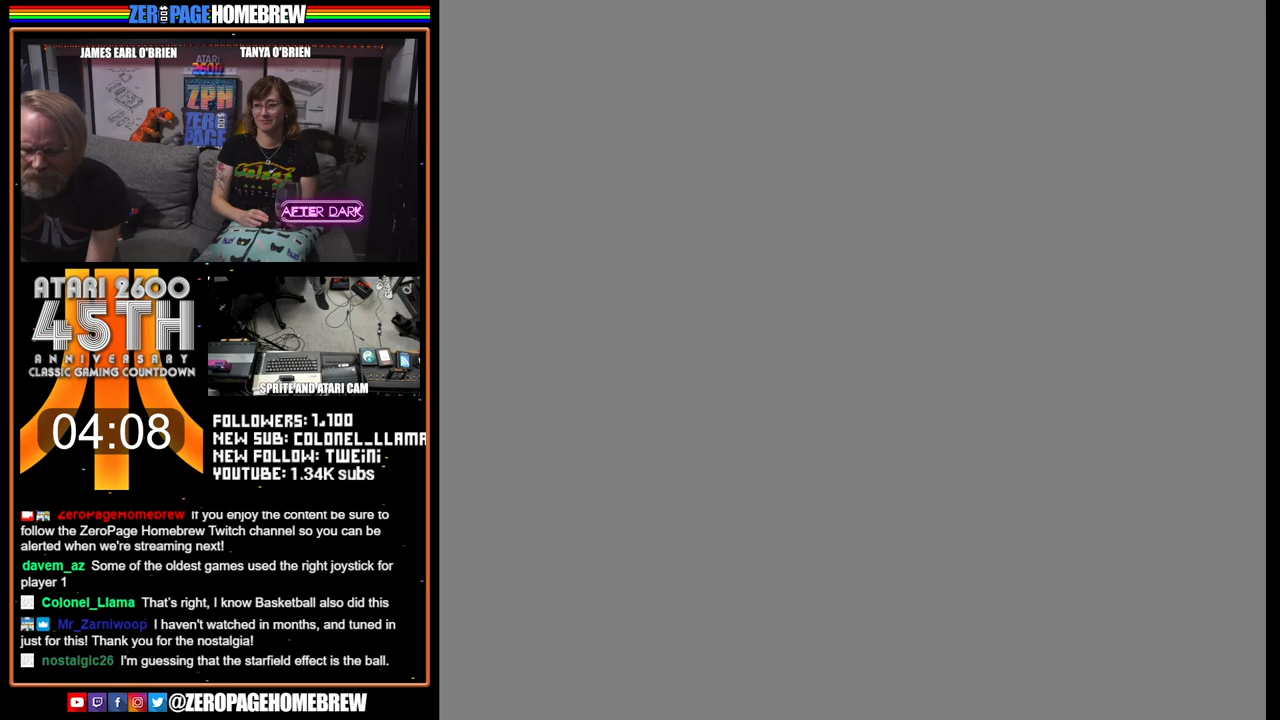 ZEROPAGEHOMEBREW
JAMES EARL O'BRIEN
TANYA O'BRIEN
ATARI
2600
ZPH
ZERO
PAGE
Galaga
AFTER DARK
ATARI 2600
45TH
ANNIVERSARY
CLASSIC GAMING COUNTDOWN
04:08
SPRITE AND ATARI CAM
FOLLOWERS: 1,100
NEW SUB: COLONEL_LLAMA
NEW FOLLOW: TWEINI
YOUTUBE: 1.34K subs
ZeroPageHomebrew If you enjoy the content be sure to
follow the ZeroPage Homebrew Twitch channel so you can be
alerted when we're streaming next!
davem_az Some of the oldest games used the right joystick for
player 1
Colonel_Llama That's right, I know Basketball also did this
Mr_Zarniwoop I haven't watched in months, and tuned in
just for this! Thank you for the nostalgia!
nostalgic26 I'm guessing that the starfield effect is the ball.
@ZEROPAGEHOMEBREW